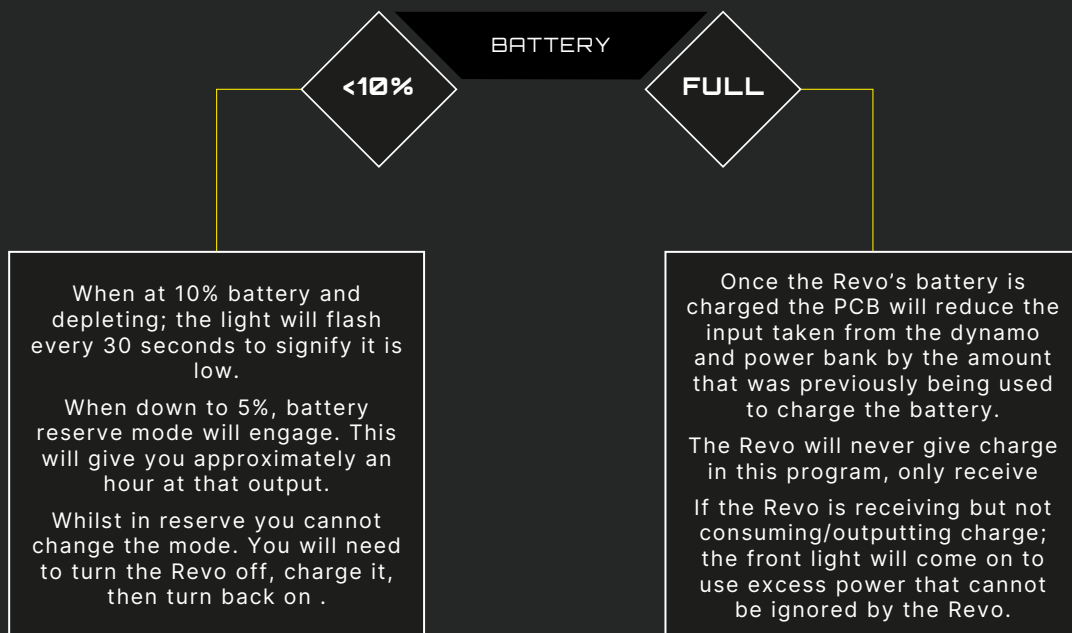 BATTERY
<10%
FULL
When at 10% battery and
depleting; the light will flash
every 30 seconds to signify it is
low.
When down to 5%, battery
reserve mode will engage. This
will give you approximately an
hour at that output.
Whilst in reserve you cannot
change the mode. You will need
to turn the Revo off, charge it,
then turn back on .
Once the Revo’s battery is
charged the PCB will reduce the
input taken from the dynamo
and power bank by the amount
that was previously being used
to charge the battery.
The Revo will never give charge
in this program, only receive
If the Revo is receiving but not
consuming/outputting charge;
the front light will come on to
use excess power that cannot
be ignored by the Revo.